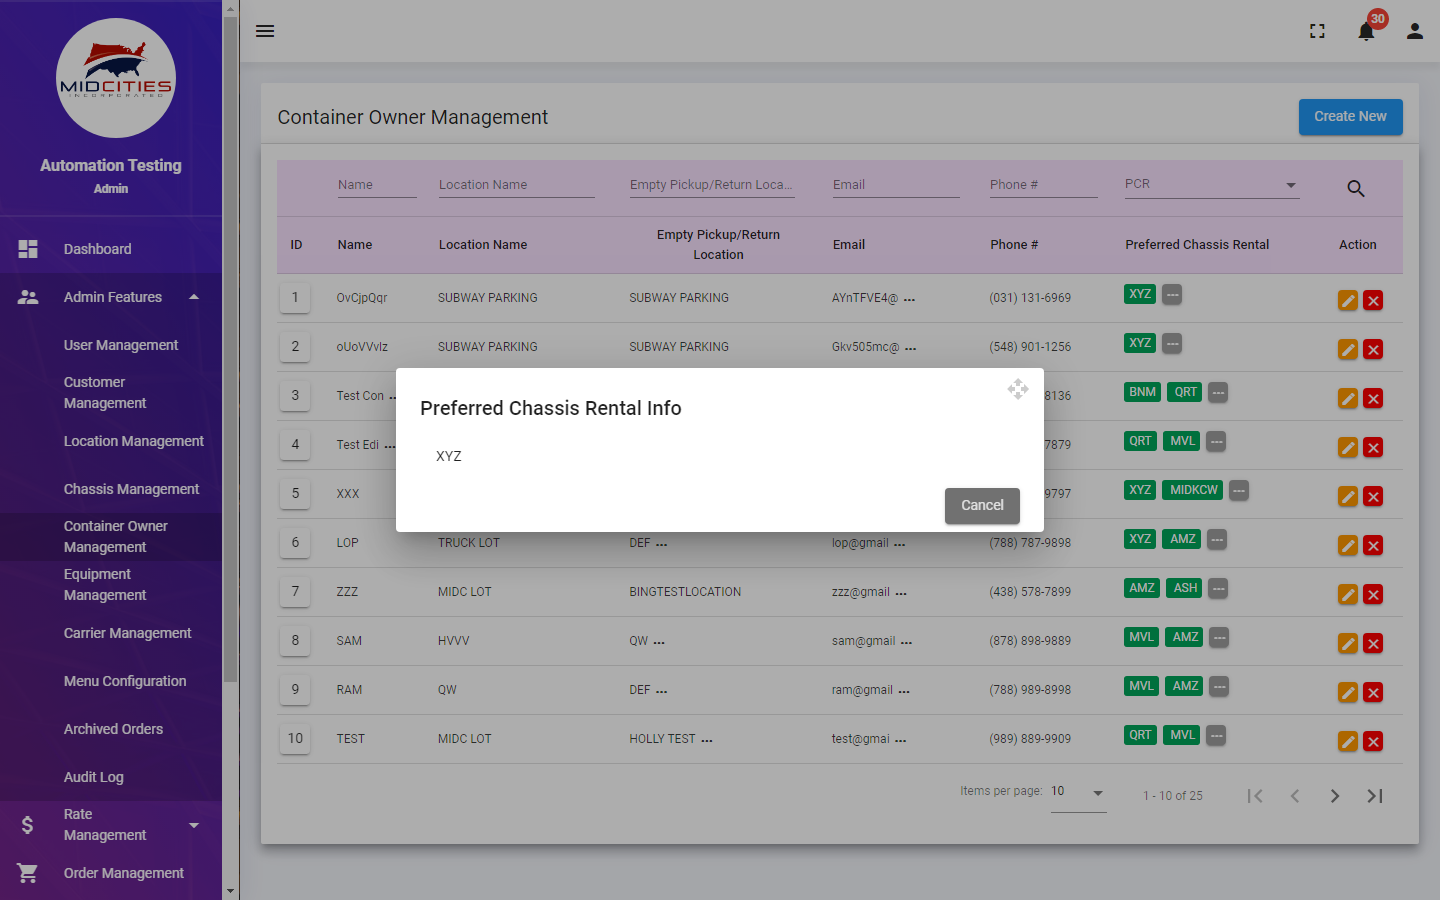 MIDCITIES
INCORPORATED
Automation Testing
Admin
Dashboard
Admin Features
User Management
Customer
Management
Location Management
Chassis Management
Container Owner
Management
Equipment
Management
Carrier Management
Menu Configuration
Archived Orders
Audit Log
Rate
Management
Order Management
30
Container Owner Management
Create New
Name Location Name Empty Pickup/Return Loca... Email Phone # PCR
ID Name Location Name Empty Pickup/Return Location Email Phone # Preferred Chassis Rental Action
1 OvCjpQqr SUBWAY PARKING SUBWAY PARKING AYnTFVE4@ ... (031) 131-6969 XYZ ---
2 oUoVVvIz SUBWAY PARKING SUBWAY PARKING Gkv505mc@ ... (548) 901-1256 XYZ ---
3 Test Con ... 8136 BNM QRT ---
4 Test Edi ... 7879 QRT MVL ---
5 XXX 9797 XYZ MIDKCW ---
Preferred Chassis Rental Info
XYZ
Cancel
6 LOP TRUCK LOT DEF ... lop@gmail ... (788) 787-9898 XYZ AMZ ---
7 ZZZ MIDC LOT BINGTESTLOCATION zzz@gmail ... (438) 578-7899 AMZ ASH ---
8 SAM HVVV QW ... sam@gmail ... (878) 898-9889 MVL AMZ ---
9 RAM QW DEF ... ram@gmail ... (788) 989-8998 MVL AMZ ---
10 TEST MIDC LOT HOLLY TEST ... test@gmai ... (989) 889-9909 QRT MVL ---
Items per page: 10 1 - 10 of 25